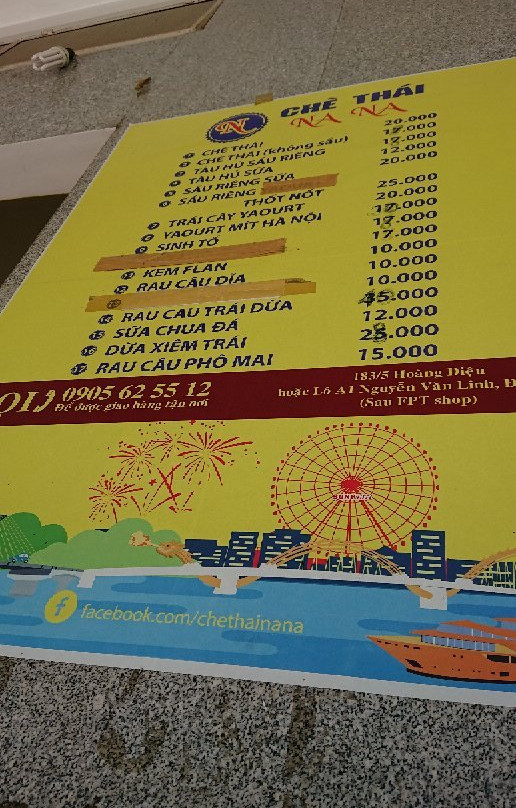 CHÈ THÁI
NA NA
CHÈ THÁI 20.000
CHÈ THÁI (không sầu) 17.000
TÀU HỦ SẦU RIÊNG
TÀU HỦ SỮA 12.000
SẦU RIÊNG SỮA 20.000
SẦU RIÊNG
THỐT NỐT 25.000
TRÁI CÂY YAOURT 20.000
YAOURT MÍT HÀ NỘI
SINH TỐ 17.000
17.000
10.000
KEM FLAN 10.000
RAU CÂU DĨA 10.000
RAU CÂU TRÁI DỪA
SỮA CHUA ĐÁ 12.000
DỪA XIÊM TRÁI
RAU CÂU PHÔ MAI 15.000
0905 62 55 12
Để được giao hàng tận nơi
183/5 Hoàng Diệu
hoặc Lô A1 Nguyễn Văn Linh, Đ
(Sau FPT shop)
SUN WHEEL
facebook.com/chethainana